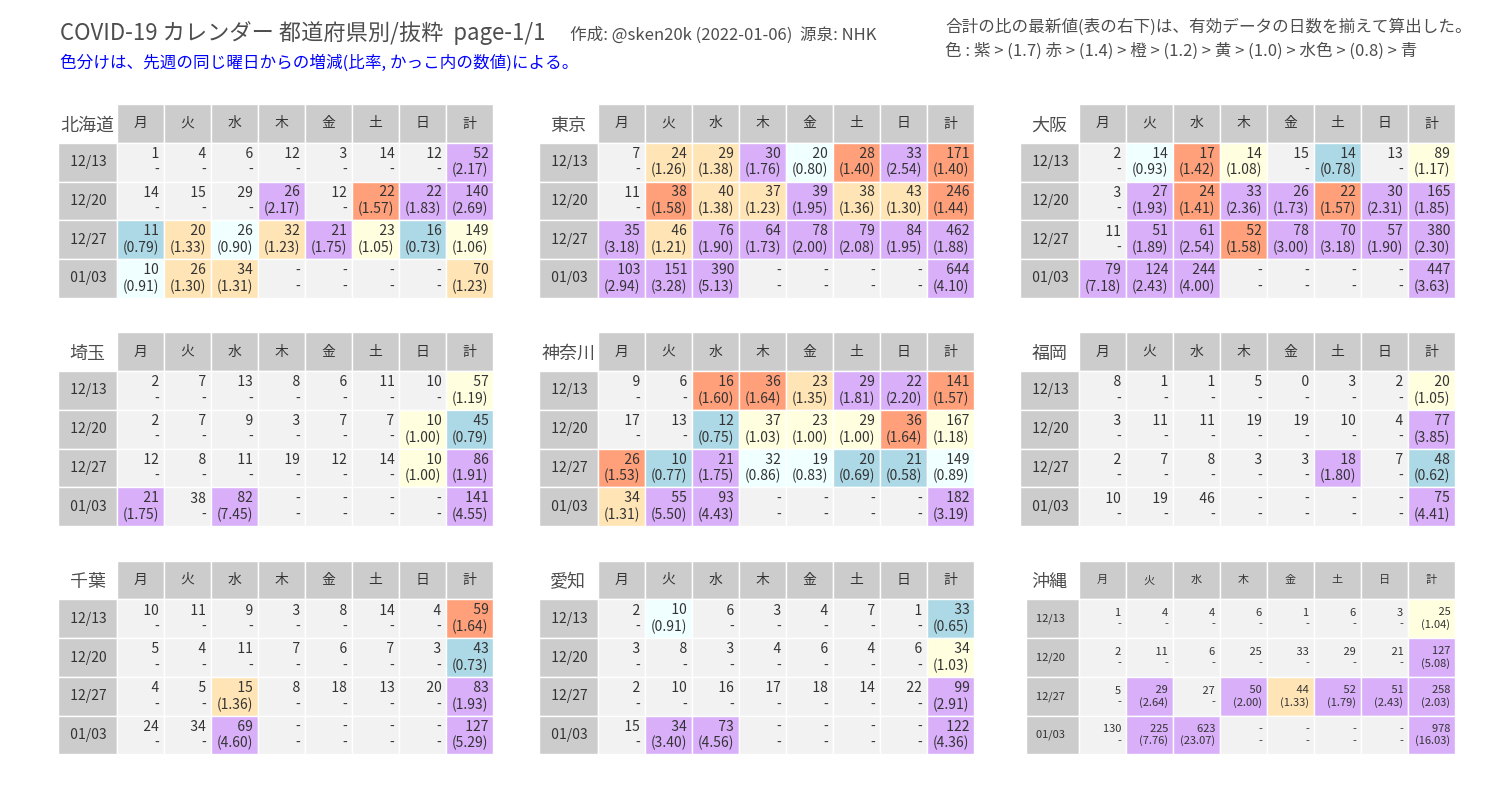 COVID-19 カレンダー 都道府県別/抜粋 page-1/1 作成: @sken20k (2022-01-06) 源泉: NHK
色分けは、先週の同じ曜日からの増減(比率, かっこ内の数値)による。
合計の比の最新値(表の右下)は、有効データの日数を揃えて算出した。
色 : 紫 > (1.7) 赤 > (1.4) > 橙 > (1.2) > 黄 > (1.0) > 水色 > (0.8) > 青
北海道 月 火 水 木 金 土 日 計
12/13 1 4 6 12 3 14 12 52
- - - - - - - (2.17)
12/20 14 15 29 26 12 22 22 140
- - - (2.17) - (1.57) (1.83) (2.69)
12/27 11 20 26 32 21 23 16 149
(0.79) (1.33) (0.90) (1.23) (1.75) (1.05) (0.73) (1.06)
01/03 10 26 34 - - - - 70
(0.91) (1.30) (1.31) - - - - (1.23)
東京 月 火 水 木 金 土 日 計
12/13 7 24 29 30 20 28 33 171
- (1.26) (1.38) (1.76) (0.80) (1.40) (2.54) (1.40)
12/20 11 38 40 37 39 38 43 246
- (1.58) (1.38) (1.23) (1.95) (1.36) (1.30) (1.44)
12/27 35 46 76 64 78 79 84 462
(3.18) (1.21) (1.90) (1.73) (2.00) (2.08) (1.95) (1.88)
01/03 103 151 390 - - - - 644
(2.94) (3.28) (5.13) - - - - (4.10)
大阪 月 火 水 木 金 土 日 計
12/13 2 14 17 14 15 14 13 89
- (0.93) (1.42) (1.08) - (0.78) - (1.17)
12/20 3 27 24 33 26 22 30 165
- (1.93) (1.41) (2.36) (1.73) (1.57) (2.31) (1.85)
12/27 11 51 61 52 78 70 57 380
- (1.89) (2.54) (1.58) (3.00) (3.18) (1.90) (2.30)
01/03 79 124 244 - - - - 447
(7.18) (2.43) (4.00) - - - - (3.63)
埼玉 月 火 水 木 金 土 日 計
12/13 2 7 13 8 6 11 10 57
- - - - - - - (1.19)
12/20 2 7 9 3 7 7 10 45
- - - - - - (1.00) (0.79)
12/27 12 8 11 19 12 14 10 86
- - - - - - (1.00) (1.91)
01/03 21 38 82 - - - - 141
(1.75) - (7.45) - - - - (4.55)
神奈川 月 火 水 木 金 土 日 計
12/13 9 6 16 36 23 29 22 141
- - (1.60) (1.64) (1.35) (1.81) (2.20) (1.57)
12/20 17 13 12 37 23 29 36 167
- - (0.75) (1.03) (1.00) (1.00) (1.64) (1.18)
12/27 26 10 21 32 19 20 21 149
(1.53) (0.77) (1.75) (0.86) (0.83) (0.69) (0.58) (0.89)
01/03 34 55 93 - - - - 182
(1.31) (5.50) (4.43) - - - - (3.19)
福岡 月 火 水 木 金 土 日 計
12/13 8 1 1 5 0 3 2 20
- - - - - - - (1.05)
12/20 3 11 11 19 19 10 4 77
- - - - - - - (3.85)
12/27 2 7 8 3 3 18 7 48
- - - - - (1.80) - (0.62)
01/03 10 19 46 - - - - 75
- - - - - - - (4.41)
千葉 月 火 水 木 金 土 日 計
12/13 10 11 9 3 8 14 4 59
- - - - - - - (1.64)
12/20 5 4 11 7 6 7 3 43
- - - - - - - (0.73)
12/27 4 5 15 8 18 13 20 83
- - (1.36) - - - - (1.93)
01/03 24 34 69 - - - - 127
- - (4.60) - - - - (5.29)
愛知 月 火 水 木 金 土 日 計
12/13 2 10 6 3 4 7 1 33
- (0.91) - - - - - (0.65)
12/20 3 8 3 4 6 4 6 34
- - - - - - - (1.03)
12/27 2 10 16 17 18 14 22 99
- - - - - - - (2.91)
01/03 15 34 73 - - - - 122
- (3.40) (4.56) - - - - (4.36)
沖縄 月 火 水 木 金 土 日 計
12/13 1 4 4 6 1 6 3 25
- - - - - - - (1.04)
12/20 2 11 6 25 33 29 21 127
- - - - - - - (5.08)
12/27 5 29 27 50 44 52 51 258
- (2.64) - (2.00) (1.33) (1.79) (2.43) (2.03)
01/03 130 225 623 - - - - 978
- (7.76) (23.07) - - - - (16.03)